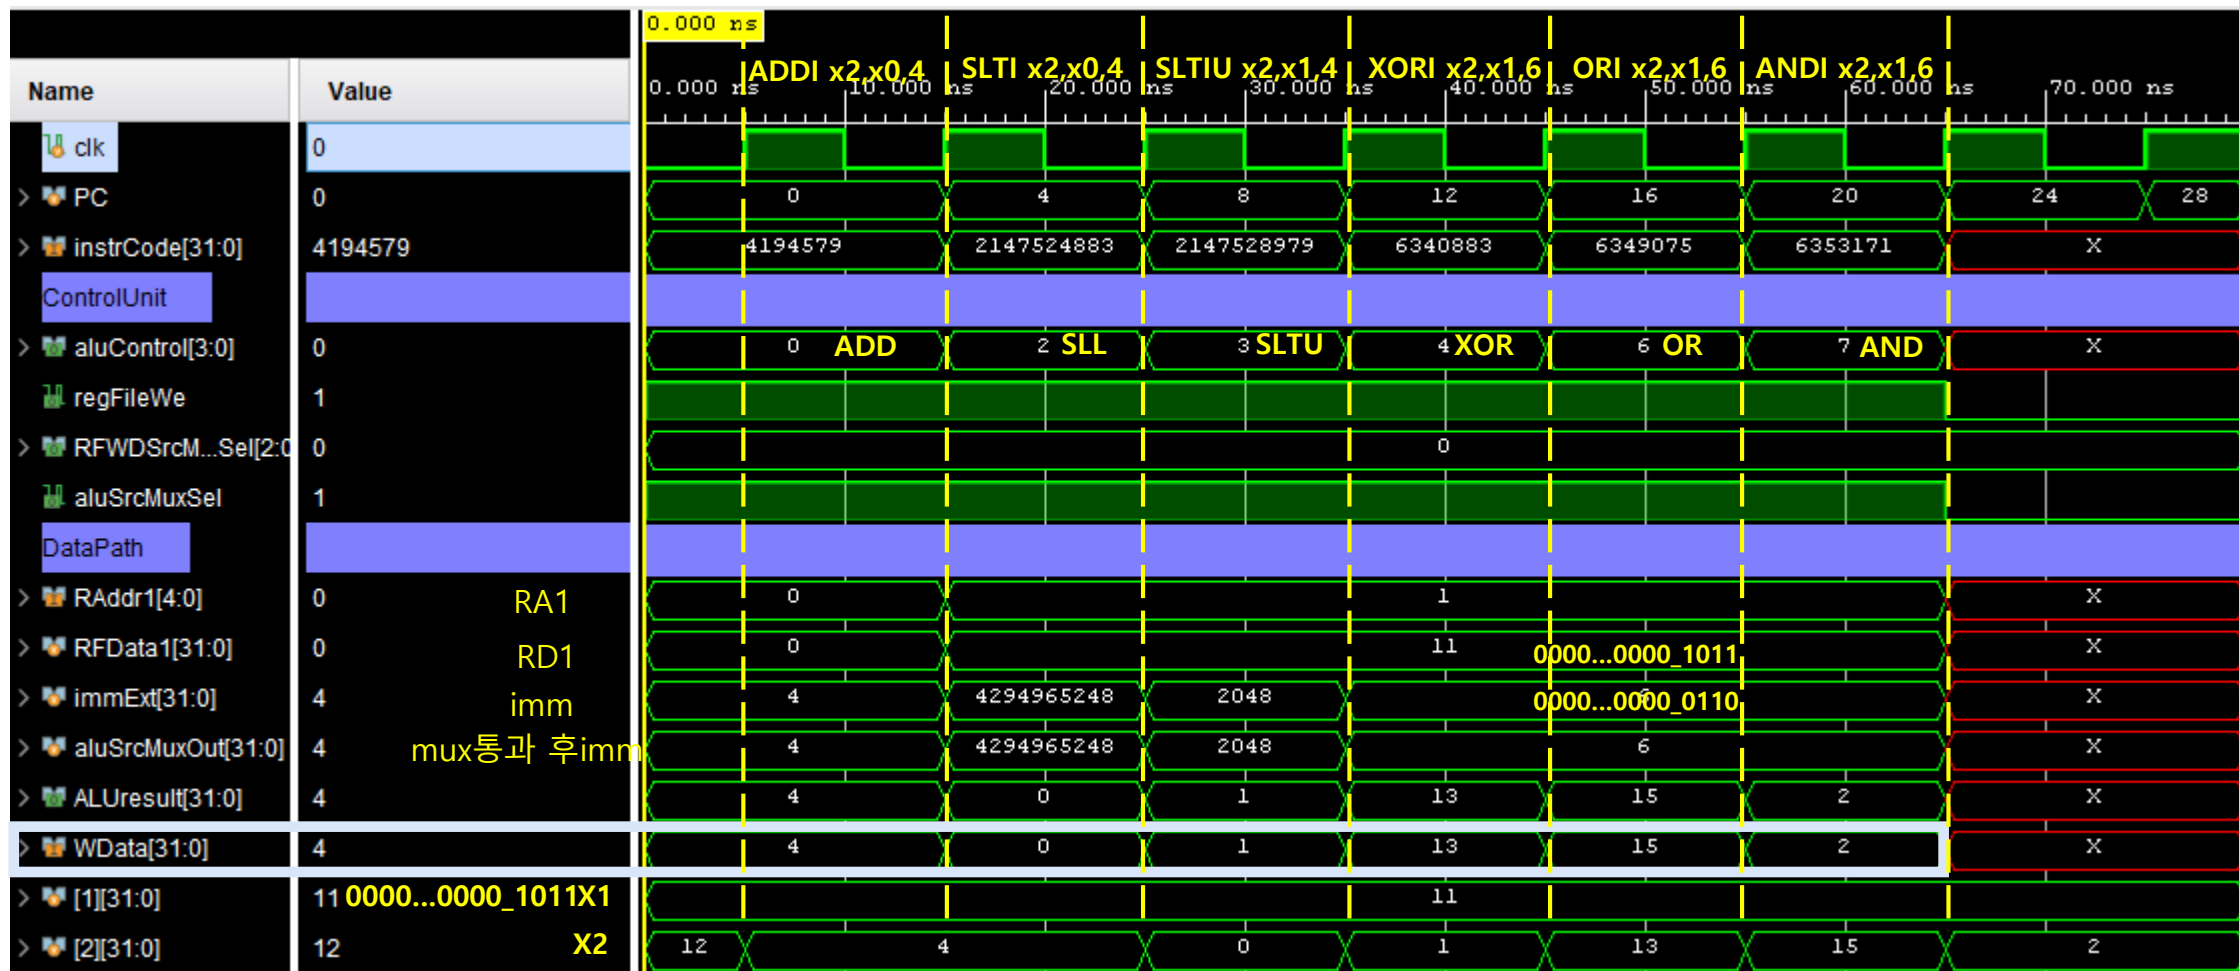 0.000 ns
ADDI x2,x0,4 SLTI x2,x0,4 SLTIU x2,x1,4 XORI x2,x1,6 ORI x2,x1,6 ANDI x2,x1,6
Name Value 0.000 ns 10.000 ns 20.000 ns 30.000 ns 40.000 ns 50.000 ns 60.000 ns 70.000 ns
clk 0
PC 0 0 4 8 12 16 20 24 28
instrCode[31:0] 4194579 4194579 2147524883 2147528979 6340883 6349075 6353171 X
ControlUnit
aluControl[3:0] 0 0 ADD 2 SLL 3 SLTU 4 XOR 6 OR 7 AND X
regFileWe 1
RFWDSrcM...Sel[2:0 0 0
aluSrcMuxSel 1
DataPath
RAddr1[4:0] 0 RA1 0 1 X
RFData1[31:0] 0 RD1 0 11 0000...0000_1011 X
immExt[31:0] 4 imm 4 4294965248 2048 6 0000...0000_0110 X
aluSrcMuxOut[31:0] 4 mux통과 후imm 4 4294965248 2048 6 X
ALUresult[31:0] 4 4 0 1 13 15 2 X
WData[31:0] 4 4 0 1 13 15 2 X
[1][31:0] 11 0000...0000_1011 X1 11
[2][31:0] 12 X2 12 4 0 1 13 15 2